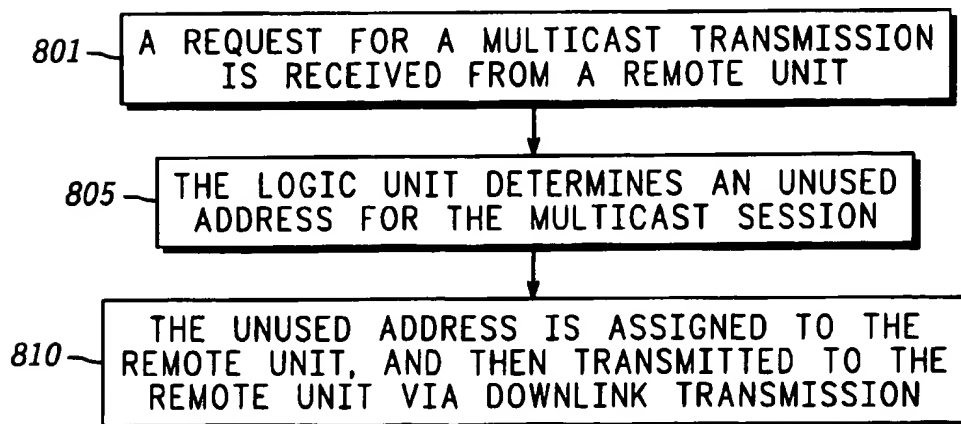 801
A REQUEST FOR A MULTICAST TRANSMISSION
IS RECEIVED FROM A REMOTE UNIT
805
THE LOGIC UNIT DETERMINES AN UNUSED
ADDRESS FOR THE MULTICAST SESSION
810
THE UNUSED ADDRESS IS ASSIGNED TO THE
REMOTE UNIT, AND THEN TRANSMITTED TO THE
REMOTE UNIT VIA DOWNLINK TRANSMISSION